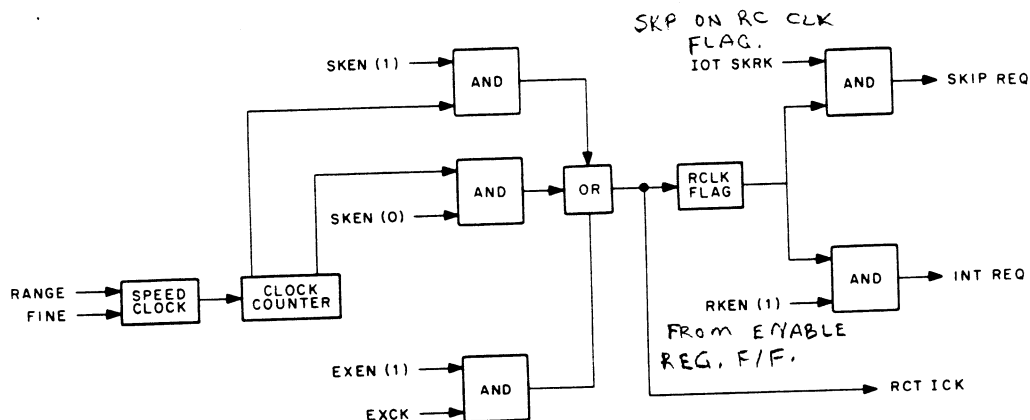 SKP ON RC CLK
FLAG.
IOT SKRK
SKEN (1)
AND
AND
SKIP REQ
AND
OR
RCLK
FLAG
SKEN (0)
RANGE
FINE
SPEED
CLOCK
CLOCK
COUNTER
AND
INT REQ
RKEN (1)
FROM ENABLE
REG. F/F.
EXEN (1)
AND
EXCK
RCT ICK